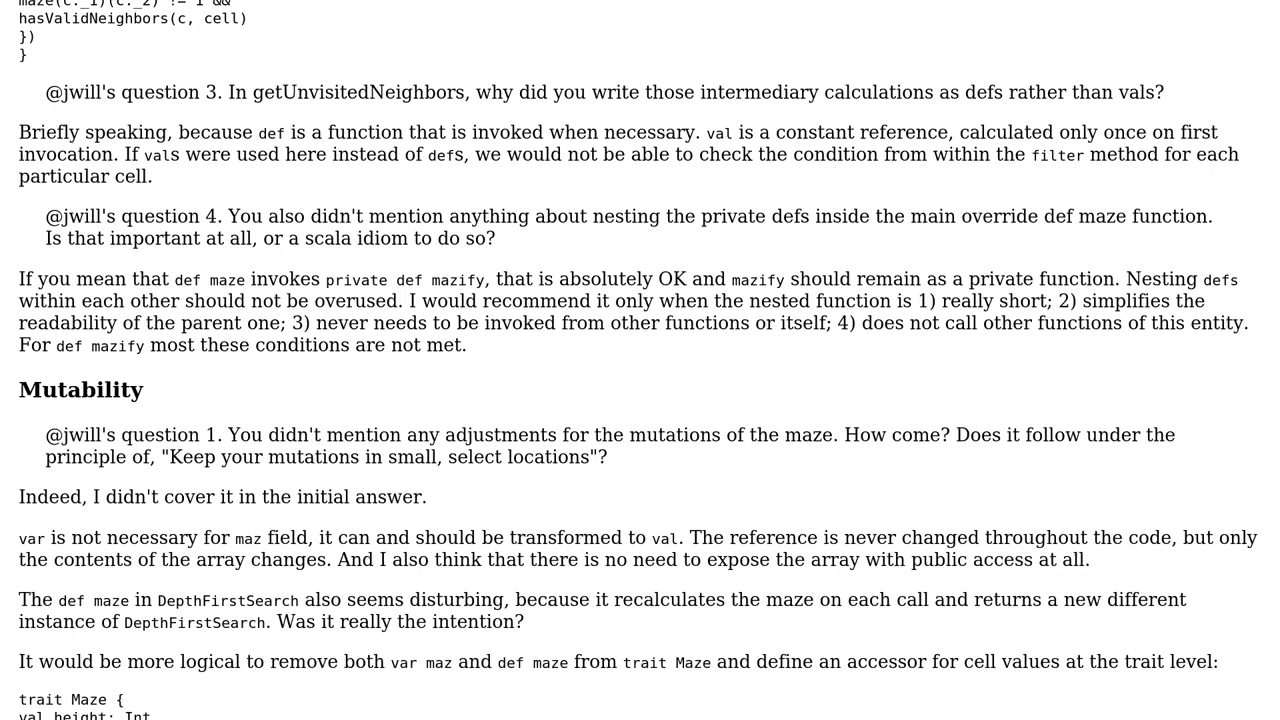 maze(c._1)(c._2) != 1 &&
hasValidNeighbors(c, cell)
})
}
@jwill's question 3. In getUnvisitedNeighbors, why did you write those intermediary calculations as defs rather than vals?
Briefly speaking, because def is a function that is invoked when necessary. val is a constant reference, calculated only once on first
invocation. If vals were used here instead of defs, we would not be able to check the condition from within the filter method for each
particular cell.
@jwill's question 4. You also didn't mention anything about nesting the private defs inside the main override def maze function.
Is that important at all, or a scala idiom to do so?
If you mean that def maze invokes private def mazify, that is absolutely OK and mazify should remain as a private function. Nesting defs
within each other should not be overused. I would recommend it only when the nested function is 1) really short; 2) simplifies the
readability of the parent one; 3) never needs to be invoked from other functions or itself; 4) does not call other functions of this entity.
For def mazify most these conditions are not met.
Mutability
@jwill's question 1. You didn't mention any adjustments for the mutations of the maze. How come? Does it follow under the
principle of, "Keep your mutations in small, select locations"?
Indeed, I didn't cover it in the initial answer.
var is not necessary for maz field, it can and should be transformed to val. The reference is never changed throughout the code, but only
the contents of the array changes. And I also think that there is no need to expose the array with public access at all.
The def maze in DepthFirstSearch also seems disturbing, because it recalculates the maze on each call and returns a new different
instance of DepthFirstSearch. Was it really the intention?
It would be more logical to remove both var maz and def maze from trait Maze and define an accessor for cell values at the trait level:
trait Maze {
val height: Int